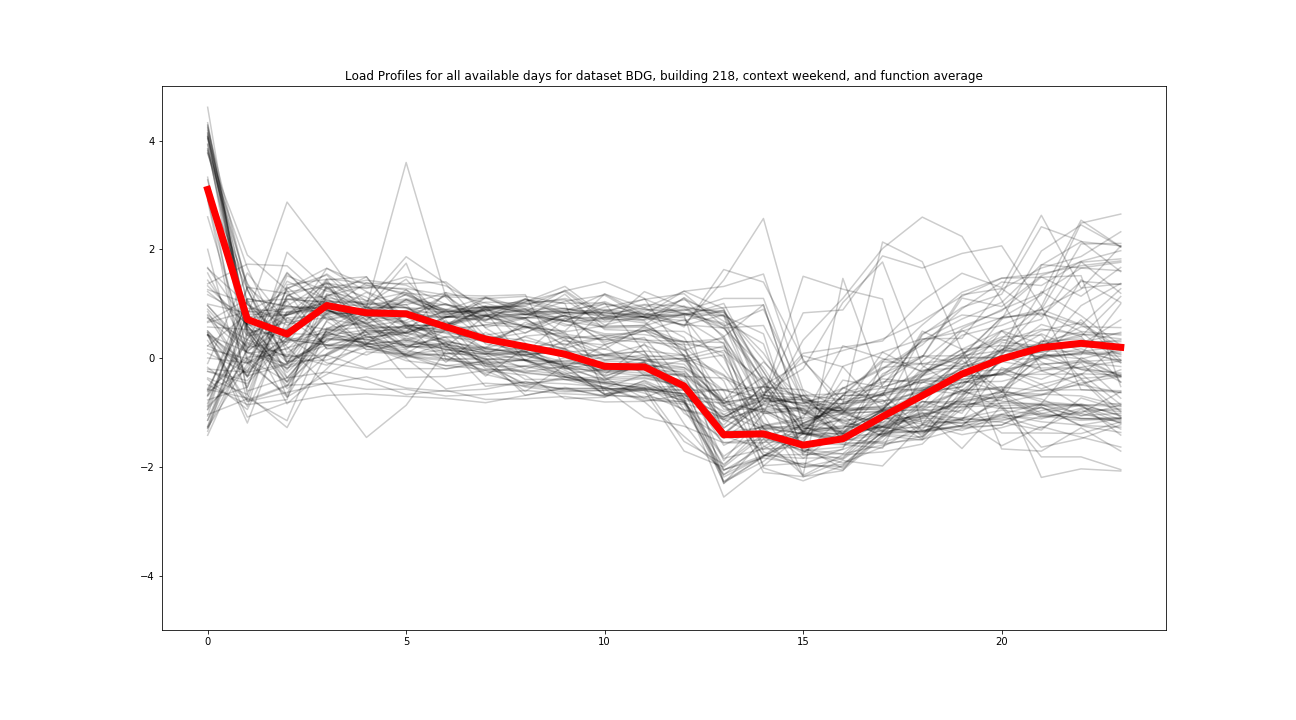 Load Profiles for all available days for dataset BDG, building 218, context weekend, and function average
4
2
0
−2
−4
0 5 10 15 20